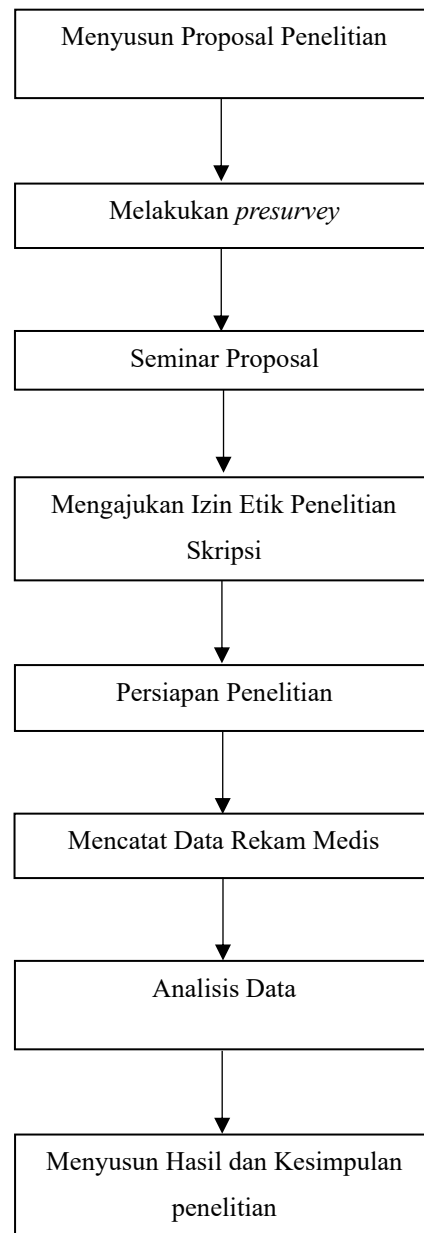 Menyusun Proposal Penelitian
Melakukan presurvey
Seminar Proposal
Mengajukan Izin Etik Penelitian
Skripsi
Persiapan Penelitian
Mencatat Data Rekam Medis
Analisis Data
Menyusun Hasil dan Kesimpulan
penelitian